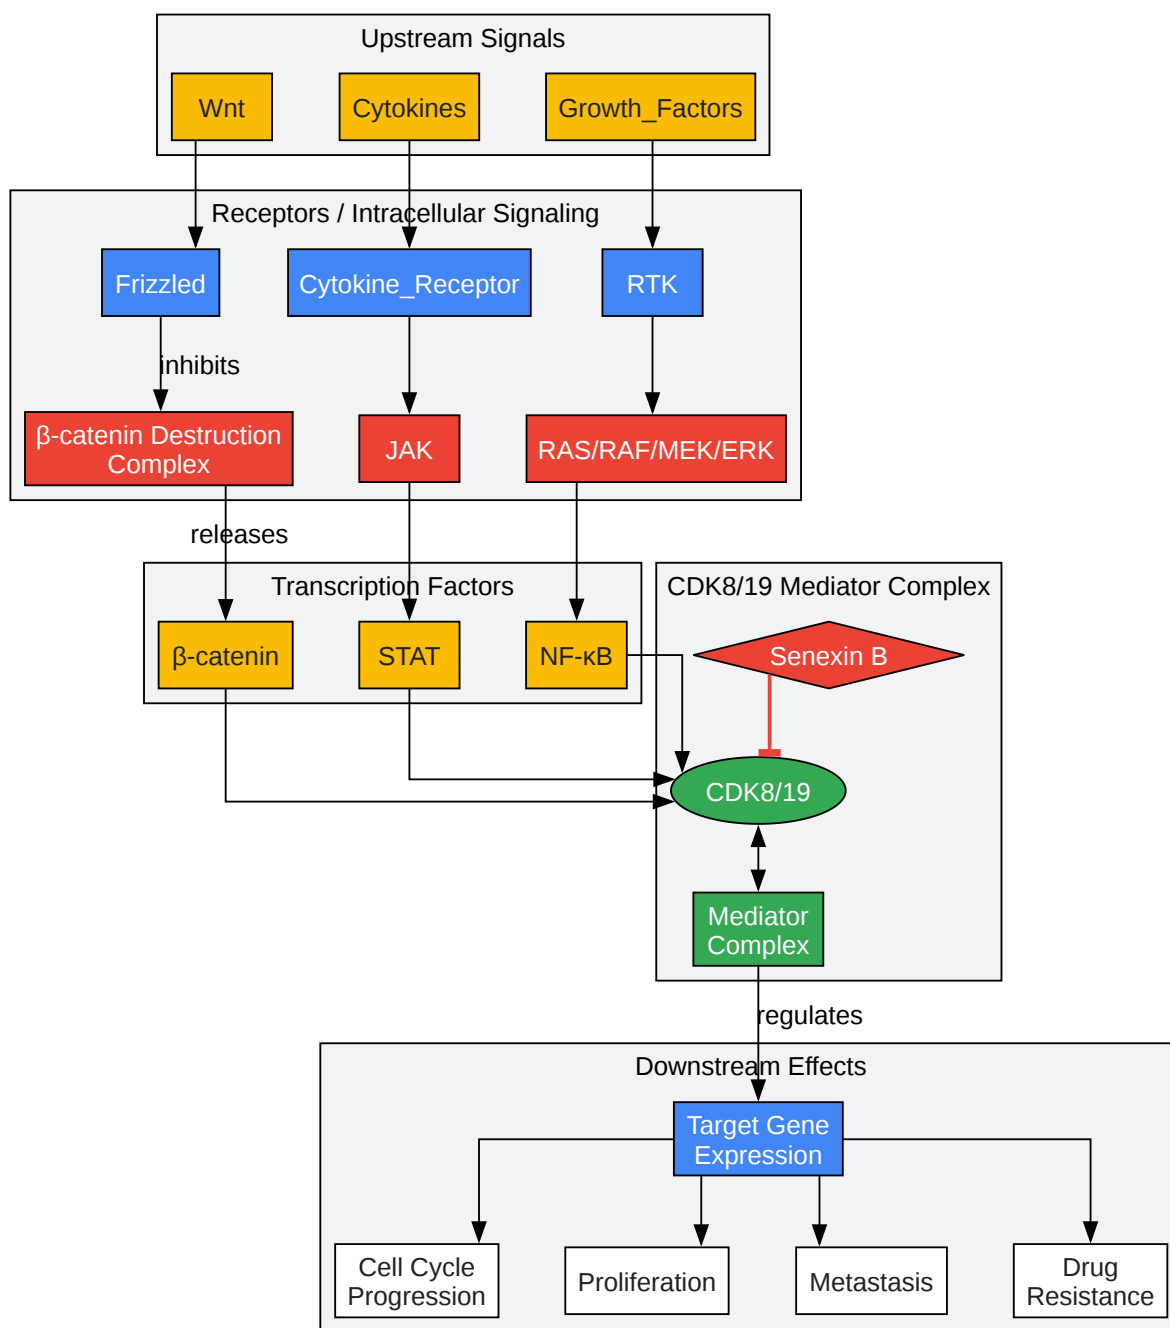 Upstream Signals
Wnt
Cytokines
Growth_Factors
Receptors / Intracellular Signaling
Frizzled
Cytokine_Receptor
RTK
inhibits
β-catenin Destruction
Complex
JAK
RAS/RAF/MEK/ERK
releases
Transcription Factors
CDK8/19 Mediator Complex
β-catenin
STAT
NF-κB
Senexin B
CDK8/19
Mediator
Complex
regulates
Downstream Effects
Target Gene
Expression
Cell Cycle
Progression
Proliferation
Metastasis
Drug
Resistance